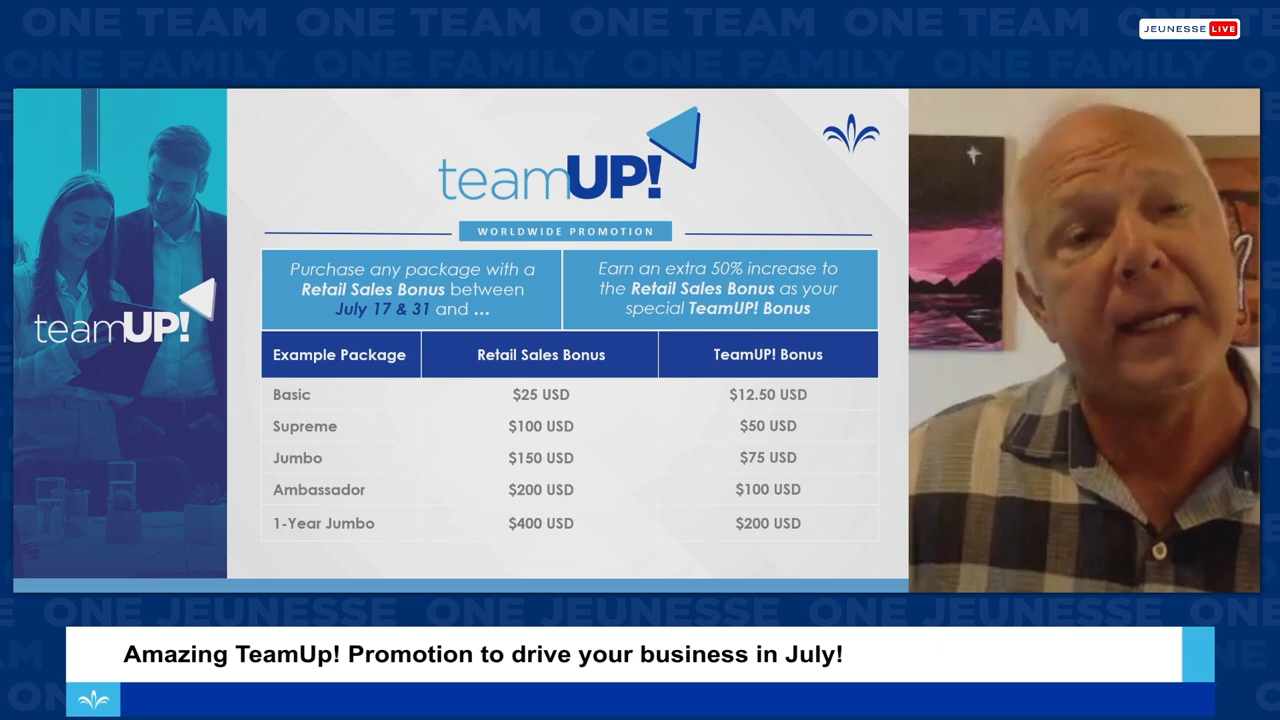 ONE TEAM ONE TEAM ONE TEAM ONE TEAM
JEUNESSE LIVE
ONE FAMILY ONE FAMILY ONE FAMILY ONE FAMILY
teamUP!
WORLDWIDE PROMOTION
Purchase any package with a
Retail Sales Bonus between
July 17 & 31 and ...
Earn an extra 50% increase to
the Retail Sales Bonus as your
special TeamUP! Bonus
teamUP!
Example Package Retail Sales Bonus TeamUP! Bonus
Basic $25 USD $12.50 USD
Supreme $100 USD $50 USD
Jumbo $150 USD $75 USD
Ambassador $200 USD $100 USD
1-Year Jumbo $400 USD $200 USD
ONE JEUNESSE ONE JEUNESSE ONE JEUNESSE ONE
Amazing TeamUp! Promotion to drive your business in July!